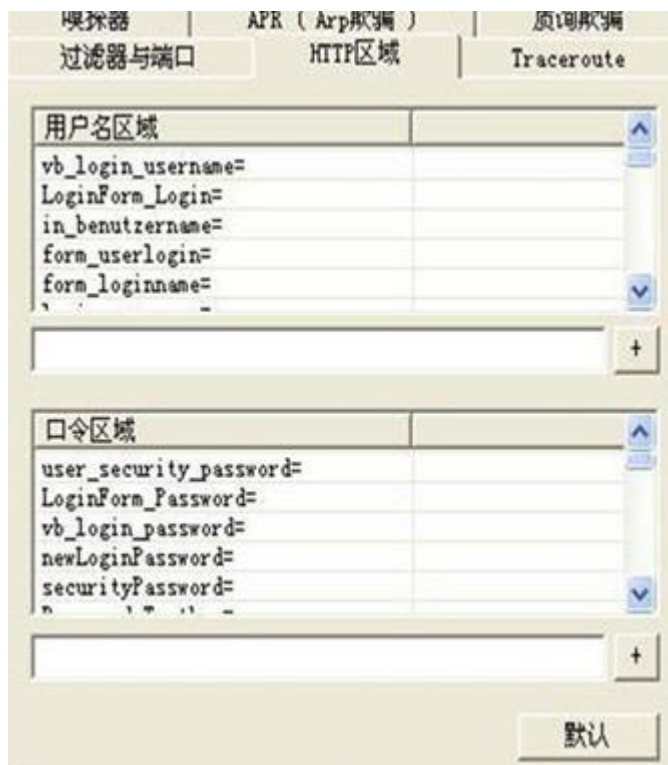 嗅探器 APR ( Arp欺骗 ) 质询欺骗
过滤器与端口 HTTP区域 Traceroute
用户名区域
vb_login_username=
LoginForm_Login=
in_benutzername=
form_userlogin=
form_loginname=
+
口令区域
user_security_password=
LoginForm_Password=
vb_login_password=
newLoginPassword=
securityPassword=
+
默认